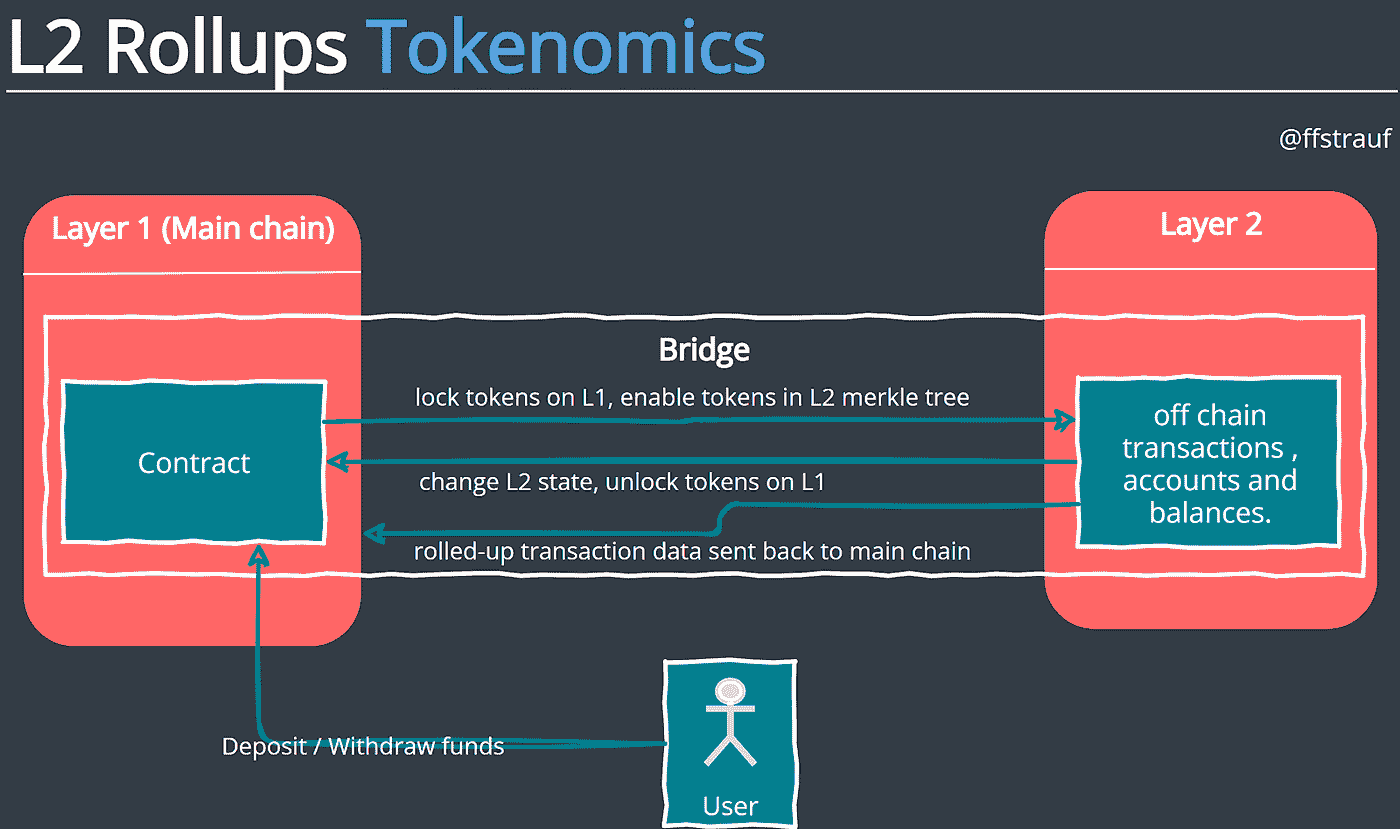 L2 Rollups Tokenomics
@ffstrauf
Layer 1 (Main chain)
Layer 2
Bridge
lock tokens on L1, enable tokens in L2 merkle tree
Contract
off chain
transactions ,
accounts and
balances.
change L2 state, unlock tokens on L1
rolled-up transaction data sent back to main chain
Deposit / Withdraw funds
User